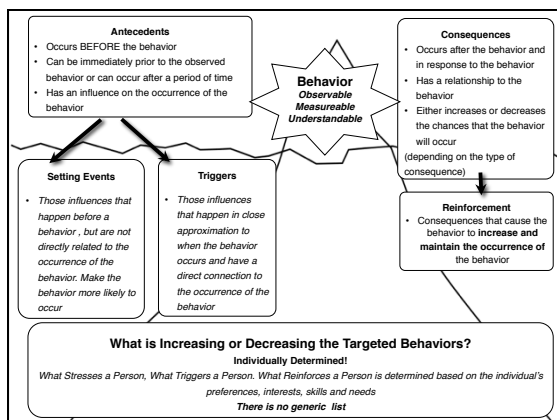 Antecedents
• Occurs BEFORE the behavior
• Can be immediately prior to the observed
behavior or can occur after a period of time
• Has an influence on the occurrence of the
behavior
Behavior
Observable
Measureable
Understandable
Consequences
• Occurs after the behavior and
in response to the behavior
• Has a relationship to the
behavior
• Either increases or decreases
the chances that the behavior
will occur
(depending on the type of
consequence)
Setting Events
• Those influences that
happen before a
behavior , but are not
directly related to the
occurrence of the
behavior. Make the
behavior more likely to
occur
Triggers
• Those influences
that happen in close
approximation to
when the behavior
occurs and have a
direct connection to
the occurrence of the
behavior
Reinforcement
• Consequences that cause the
behavior to increase and
maintain the occurrence of
the behavior
What is Increasing or Decreasing the Targeted Behaviors?
Individually Determined!
What Stresses a Person, What Triggers a Person. What Reinforces a Person is determined based on the individual's
preferences, interests, skills and needs
There is no generic list